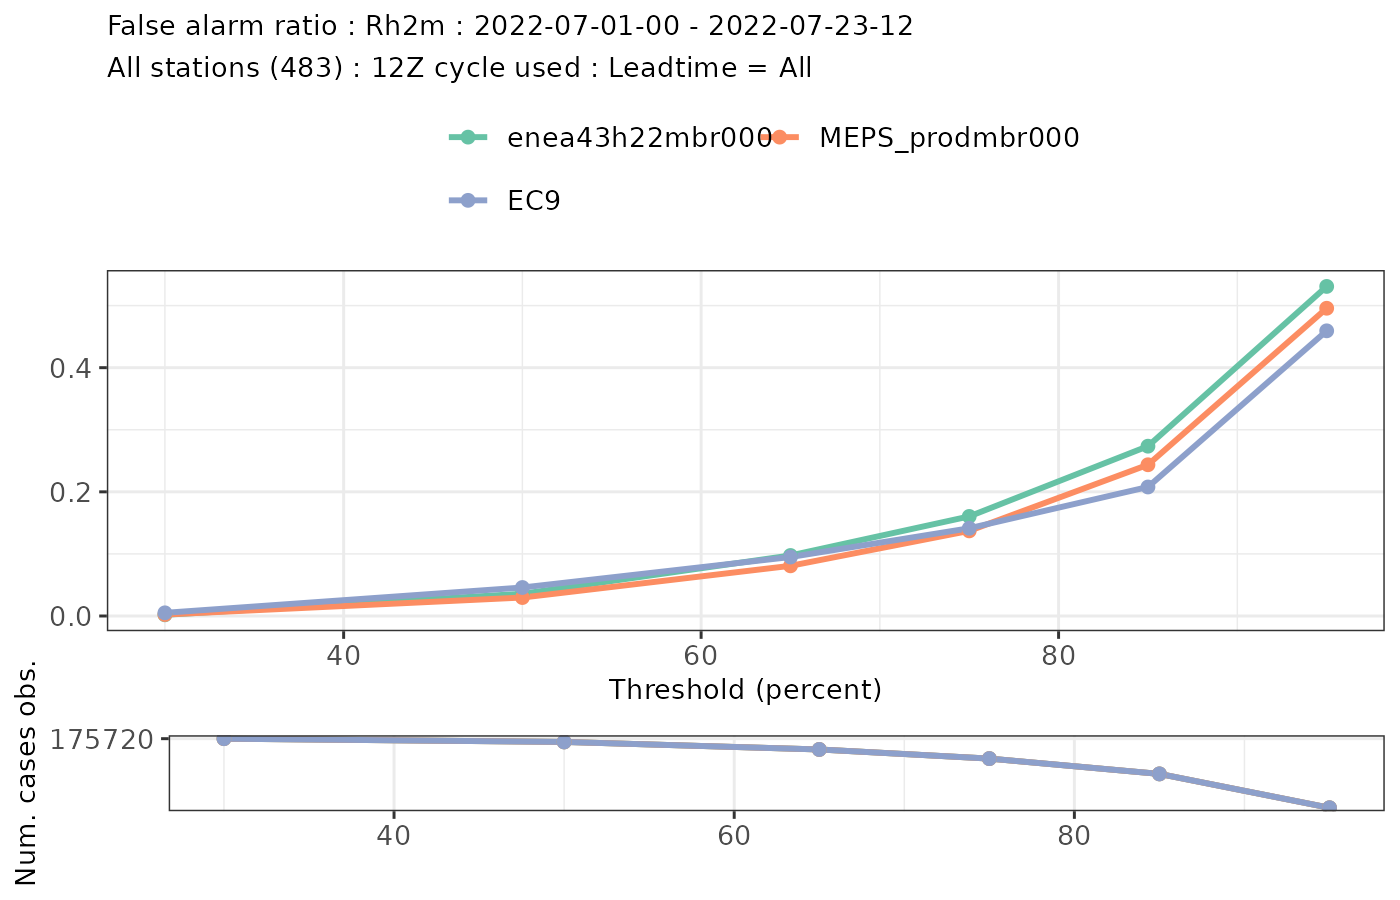 False alarm ratio : Rh2m : 2022-07-01-00 - 2022-07-23-12
All stations (483) : 12Z cycle used : Leadtime = All
enea43h22mbr000 MEPS_prodmbr000
EC9
0.4
0.2
0.0
40 60 80
Threshold (percent)
Num. cases obs.
175720
40 60 80